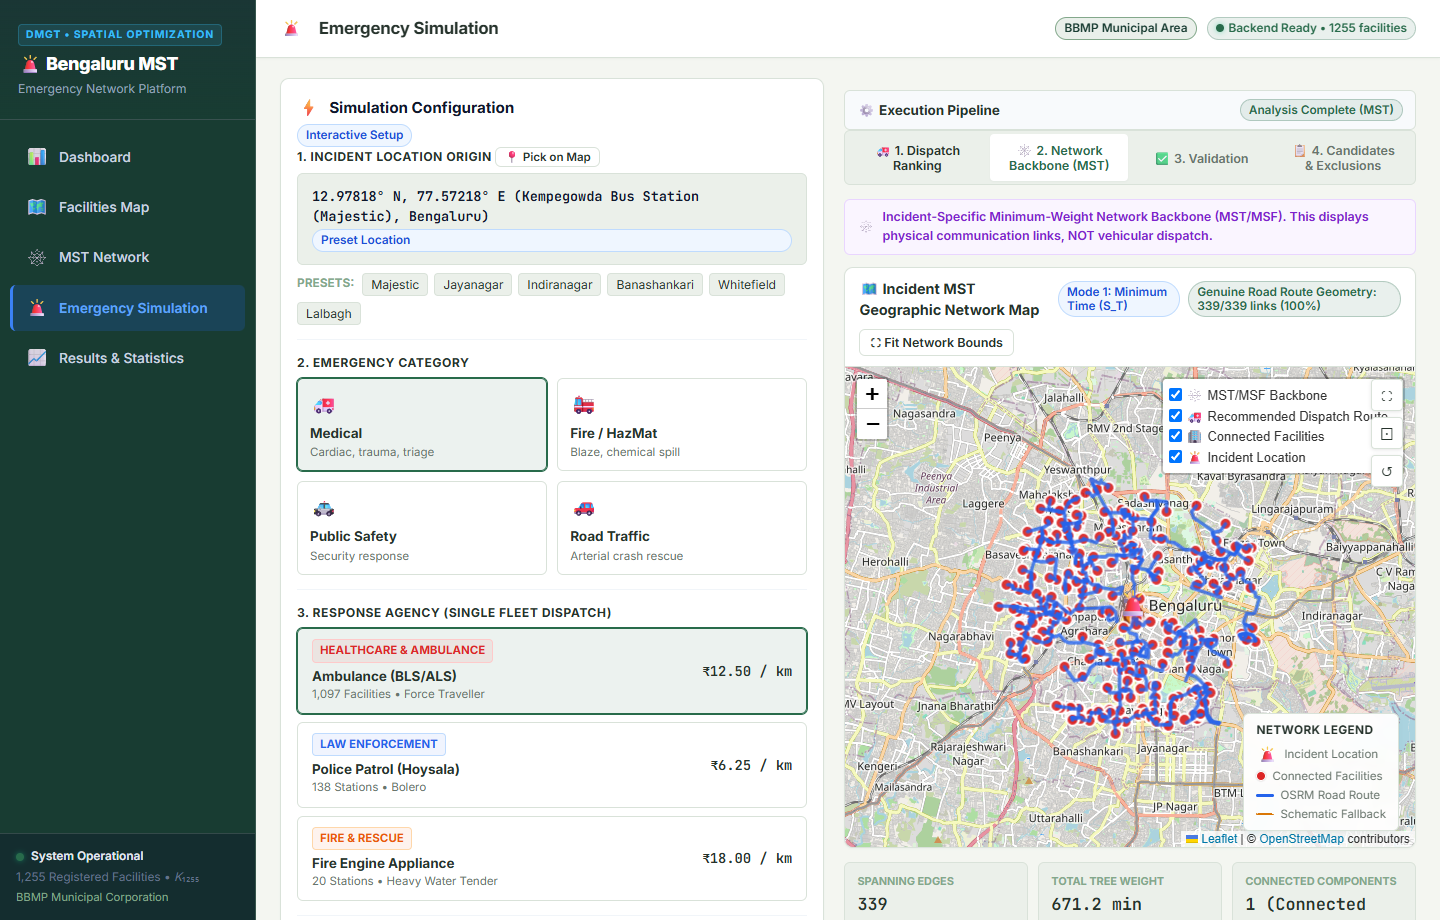 DMGT • SPATIAL OPTIMIZATION
Bengaluru MST
Emergency Network Platform
Dashboard
Facilities Map
MST Network
Emergency Simulation
Results & Statistics
System Operational
1,255 Registered Facilities • K₁₂₅₅
BBMP Municipal Corporation
Emergency Simulation
BBMP Municipal Area
Backend Ready • 1255 facilities
Simulation Configuration
Interactive Setup
1. INCIDENT LOCATION ORIGIN
Pick on Map
12.97818° N, 77.57218° E (Kempegowda Bus Station
(Majestic), Bengaluru)
Preset Location
PRESETS:
Majestic
Jayanagar
Indiranagar
Banashankari
Whitefield
Lalbagh
2. EMERGENCY CATEGORY
Medical
Cardiac, trauma, triage
Fire / HazMat
Blaze, chemical spill
Public Safety
Security response
Road Traffic
Arterial crash rescue
3. RESPONSE AGENCY (SINGLE FLEET DISPATCH)
HEALTHCARE & AMBULANCE
Ambulance (BLS/ALS)
1,097 Facilities • Force Traveller
₹12.50 / km
LAW ENFORCEMENT
Police Patrol (Hoysala)
138 Stations • Bolero
₹6.25 / km
FIRE & RESCUE
Fire Engine Appliance
20 Stations • Heavy Water Tender
₹18.00 / km
Execution Pipeline
Analysis Complete (MST)
1. Dispatch
Ranking
2. Network
Backbone (MST)
3. Validation
4. Candidates
& Exclusions
Incident-Specific Minimum-Weight Network Backbone (MST/MSF). This displays
physical communication links, NOT vehicular dispatch.
Incident MST
Geographic Network Map
Mode 1: Minimum
Time (S_T)
Genuine Road Route Geometry:
339/339 links (100%)
Fit Network Bounds
+
−
MST/MSF Backbone
Recommended Dispatch Route
Connected Facilities
Incident Location
Jalahalli
Nagasandra
RMV 2nd Stage
Peenya
Yeswanthpur
Kaval Byrasandra
Peenya
Industrial
Area
Laggere
Lingarajapuram
Herohalli
Baiyyappanahalli
C V Ram
Bengaluru
Indiranagar
Nagarabhavi
Agrahara
Town
MV Layout
Jnana Bharathi
Rajarajeshwari
Nagar
Banashankari
Jayanagar
Kengeri
Mailasandra
BTM L
JP Nagar
Uttarahalli
NETWORK LEGEND
Incident Location
Connected Facilities
OSRM Road Route
Schematic Fallback
Leaflet | © OpenStreetMap contributors
SPANNING EDGES
339
TOTAL TREE WEIGHT
671.2 min
CONNECTED COMPONENTS
1 (Connected